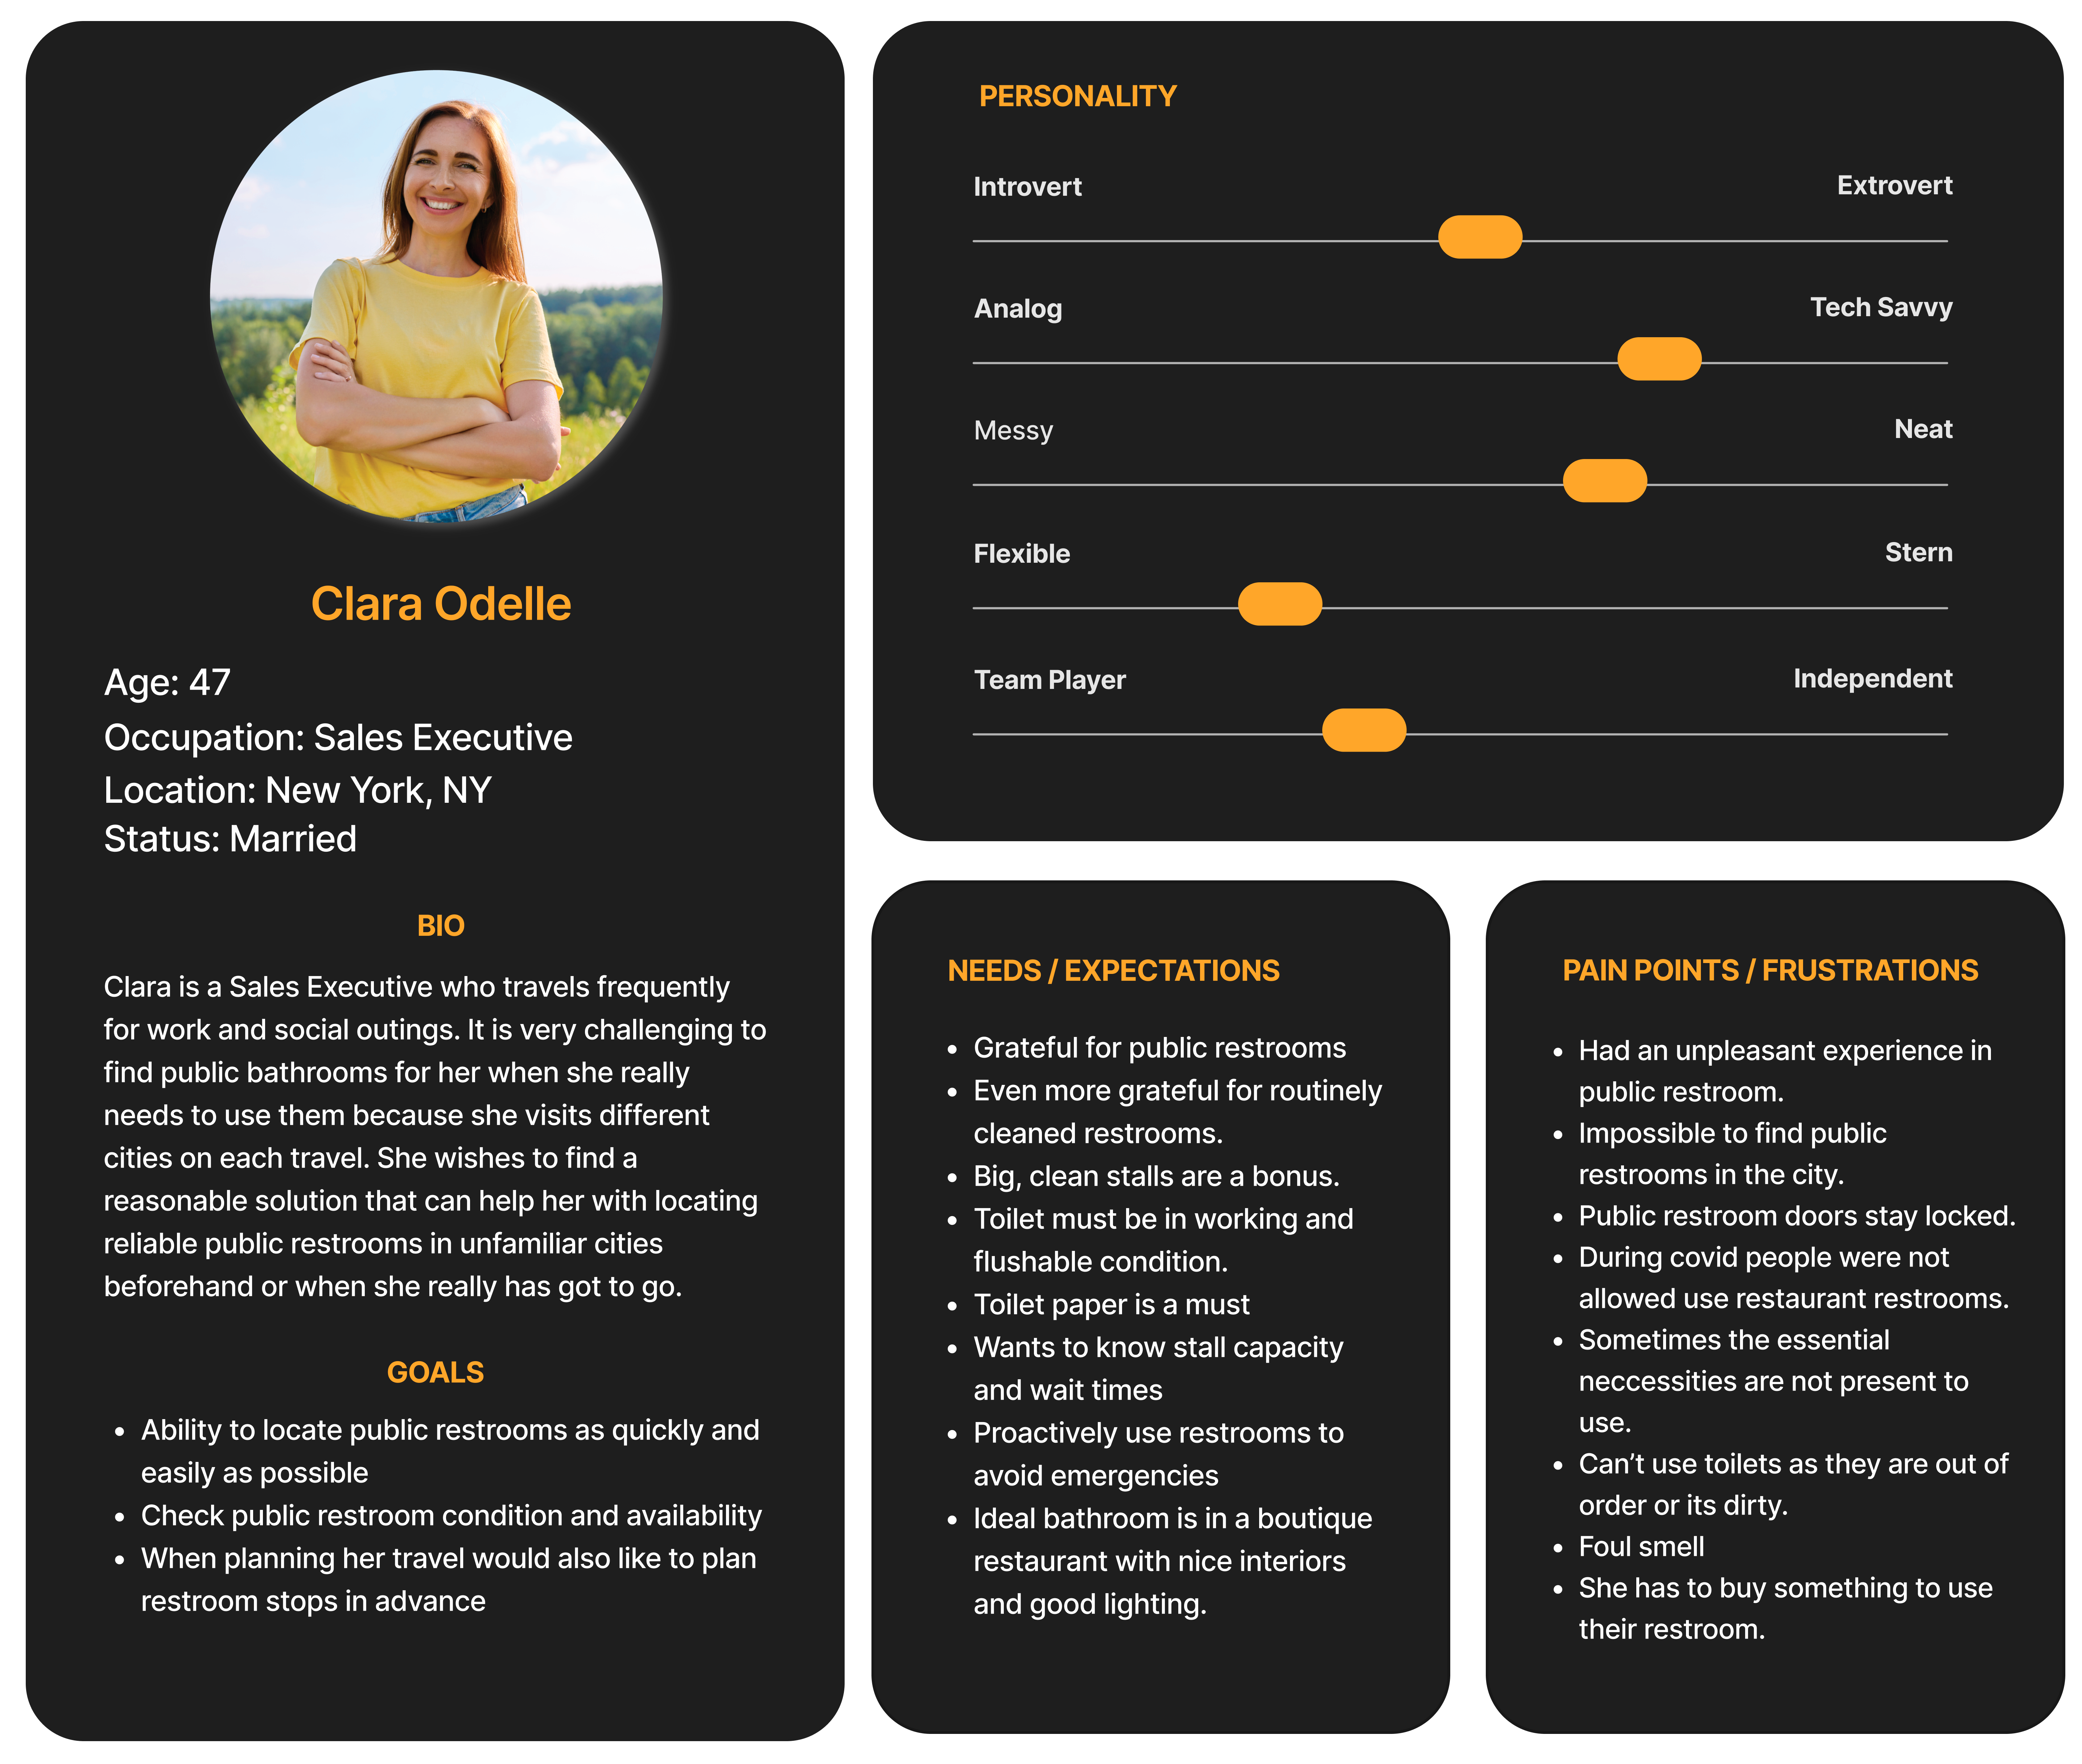 Clara Odelle
Age: 47
Occupation: Sales Executive
Location: New York, NY
Status: Married
BIO
Clara is a Sales Executive who travels frequently
for work and social outings. It is very challenging to
find public bathrooms for her when she really
needs to use them because she visits different
cities on each travel. She wishes to find a
reasonable solution that can help her with locating
reliable public restrooms in unfamiliar cities
beforehand or when she really has got to go.
GOALS
• Ability to locate public restrooms as quickly and
easily as possible
• Check public restroom condition and availability
• When planning her travel would also like to plan
restroom stops in advance
PERSONALITY
Introvert Extrovert
Analog Tech Savvy
Messy Neat
Flexible Stern
Team Player Independent
NEEDS / EXPECTATIONS
• Grateful for public restrooms
• Even more grateful for routinely
cleaned restrooms.
• Big, clean stalls are a bonus.
• Toilet must be in working and
flushable condition.
• Toilet paper is a must
• Wants to know stall capacity
and wait times
• Proactively use restrooms to
avoid emergencies
• Ideal bathroom is in a boutique
restaurant with nice interiors
and good lighting.
PAIN POINTS / FRUSTRATIONS
• Had an unpleasant experience in
public restroom.
• Impossible to find public
restrooms in the city.
• Public restroom doors stay locked.
• During covid people were not
allowed use restaurant restrooms.
• Sometimes the essential
neccessities are not present to
use.
• Can’t use toilets as they are out of
order or its dirty.
• Foul smell
• She has to buy something to use
their restroom.